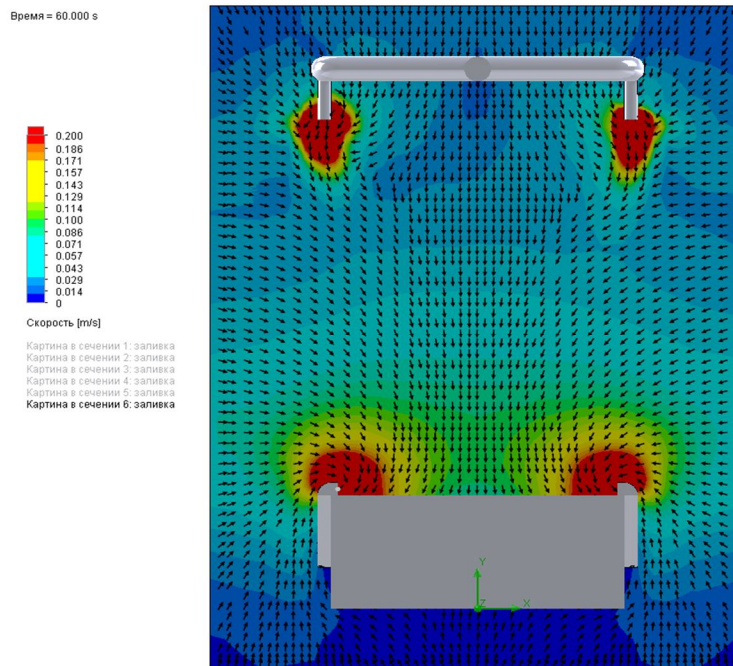 Время = 60.000 s
0.200
0.186
0.171
0.157
0.143
0.129
0.114
0.100
0.086
0.071
0.057
0.043
0.029
0.014
0
Скорость [m/s]
Картина в сечении 1: заливка
Картина в сечении 2: заливка
Картина в сечении 3: заливка
Картина в сечении 4: заливка
Картина в сечении 5: заливка
Картина в сечении 6: заливка
Y
Z
X